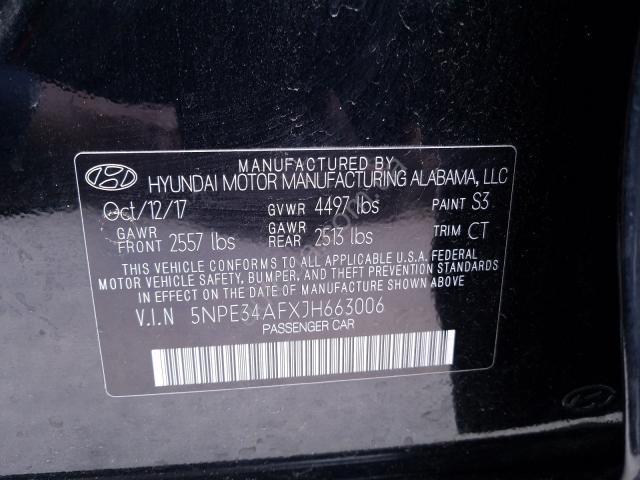 MANUFACTURED BY
HYUNDAI MOTOR MANUFACTURING ALABAMA, LLC
Oct/12/17 GVWR 4497 lbs PAINT S3
GAWR FRONT 2557 lbs GAWR REAR 2513 lbs TRIM CT
THIS VEHICLE CONFORMS TO ALL APPLICABLE U.S.A. FEDERAL
MOTOR VEHICLE SAFETY, BUMPER, AND THEFT PREVENTION STANDARDS
IN EFFECT ON THE DATE OF MANUFACTURE SHOWN ABOVE.
V.I.N 5NPE34AFXJH663006
PASSENGER CAR